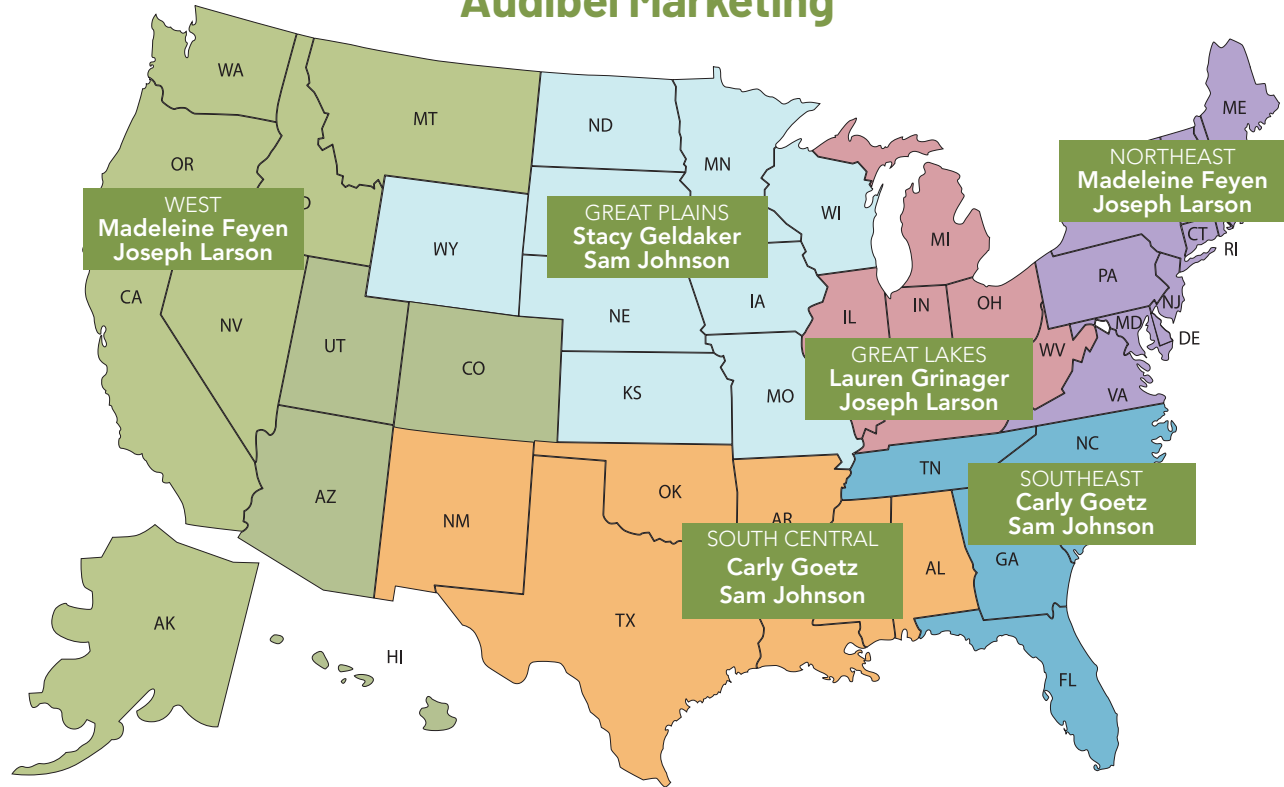 Audibel Marketing
WA
MT
ND
MN
ME
OR
WI
MI
WEST
Madeleine Feyen
Joseph Larson
GREAT PLAINS
Stacy Geldaker
Sam Johnson
NORTHEAST
Madeleine Feyen
Joseph Larson
CT
RI
WY
PA
CA
NV
UT
CO
NE
IA
IL
IN
OH
NJ
MD
DE
KS
MO
WV
VA
GREAT LAKES
Lauren Grinager
Joseph Larson
AZ
NM
OK
AR
TN
NC
SOUTHEAST
Carly Goetz
Sam Johnson
SOUTH CENTRAL
Carly Goetz
Sam Johnson
AL
GA
TX
FL
AK
HI